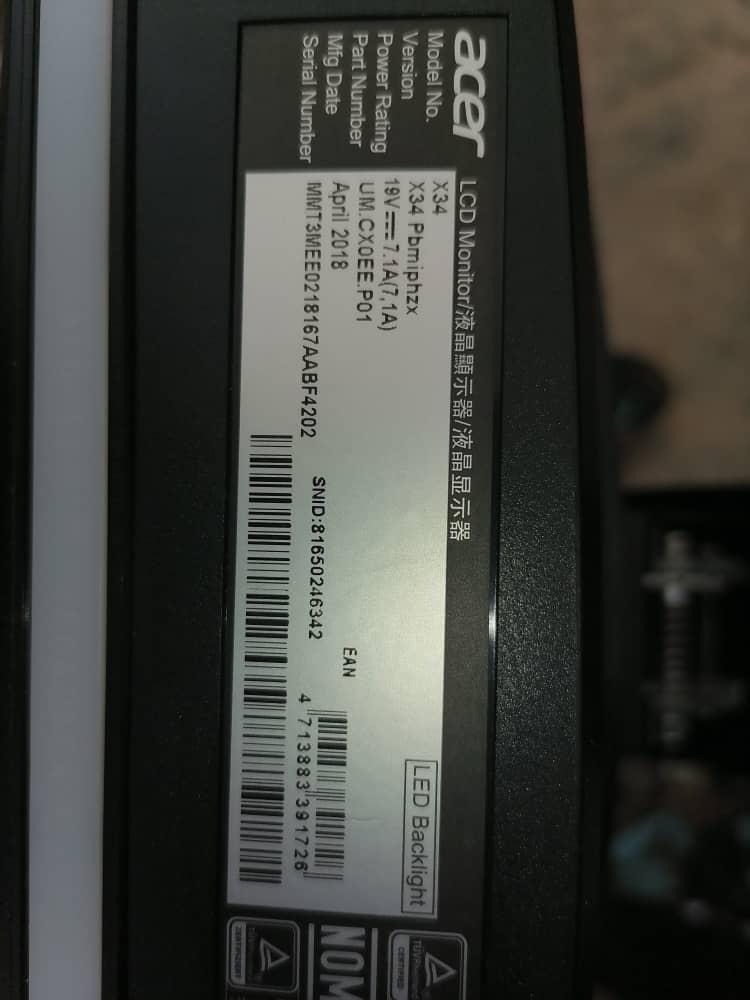 acer LCD Monitor/液晶顯示器/液晶显示器
Model No. X34
Version X34 Pbmiphzx
Power Rating 19V⎓7.1A(7,1A)
Part Number UM.CX0EE.P01
Mfg Date April 2018
Serial Number MMT3MEE0218167AABF4202
SNID:81650246342
LED Backlight
EAN
4 713883 391726
NOM
CERTIFIED